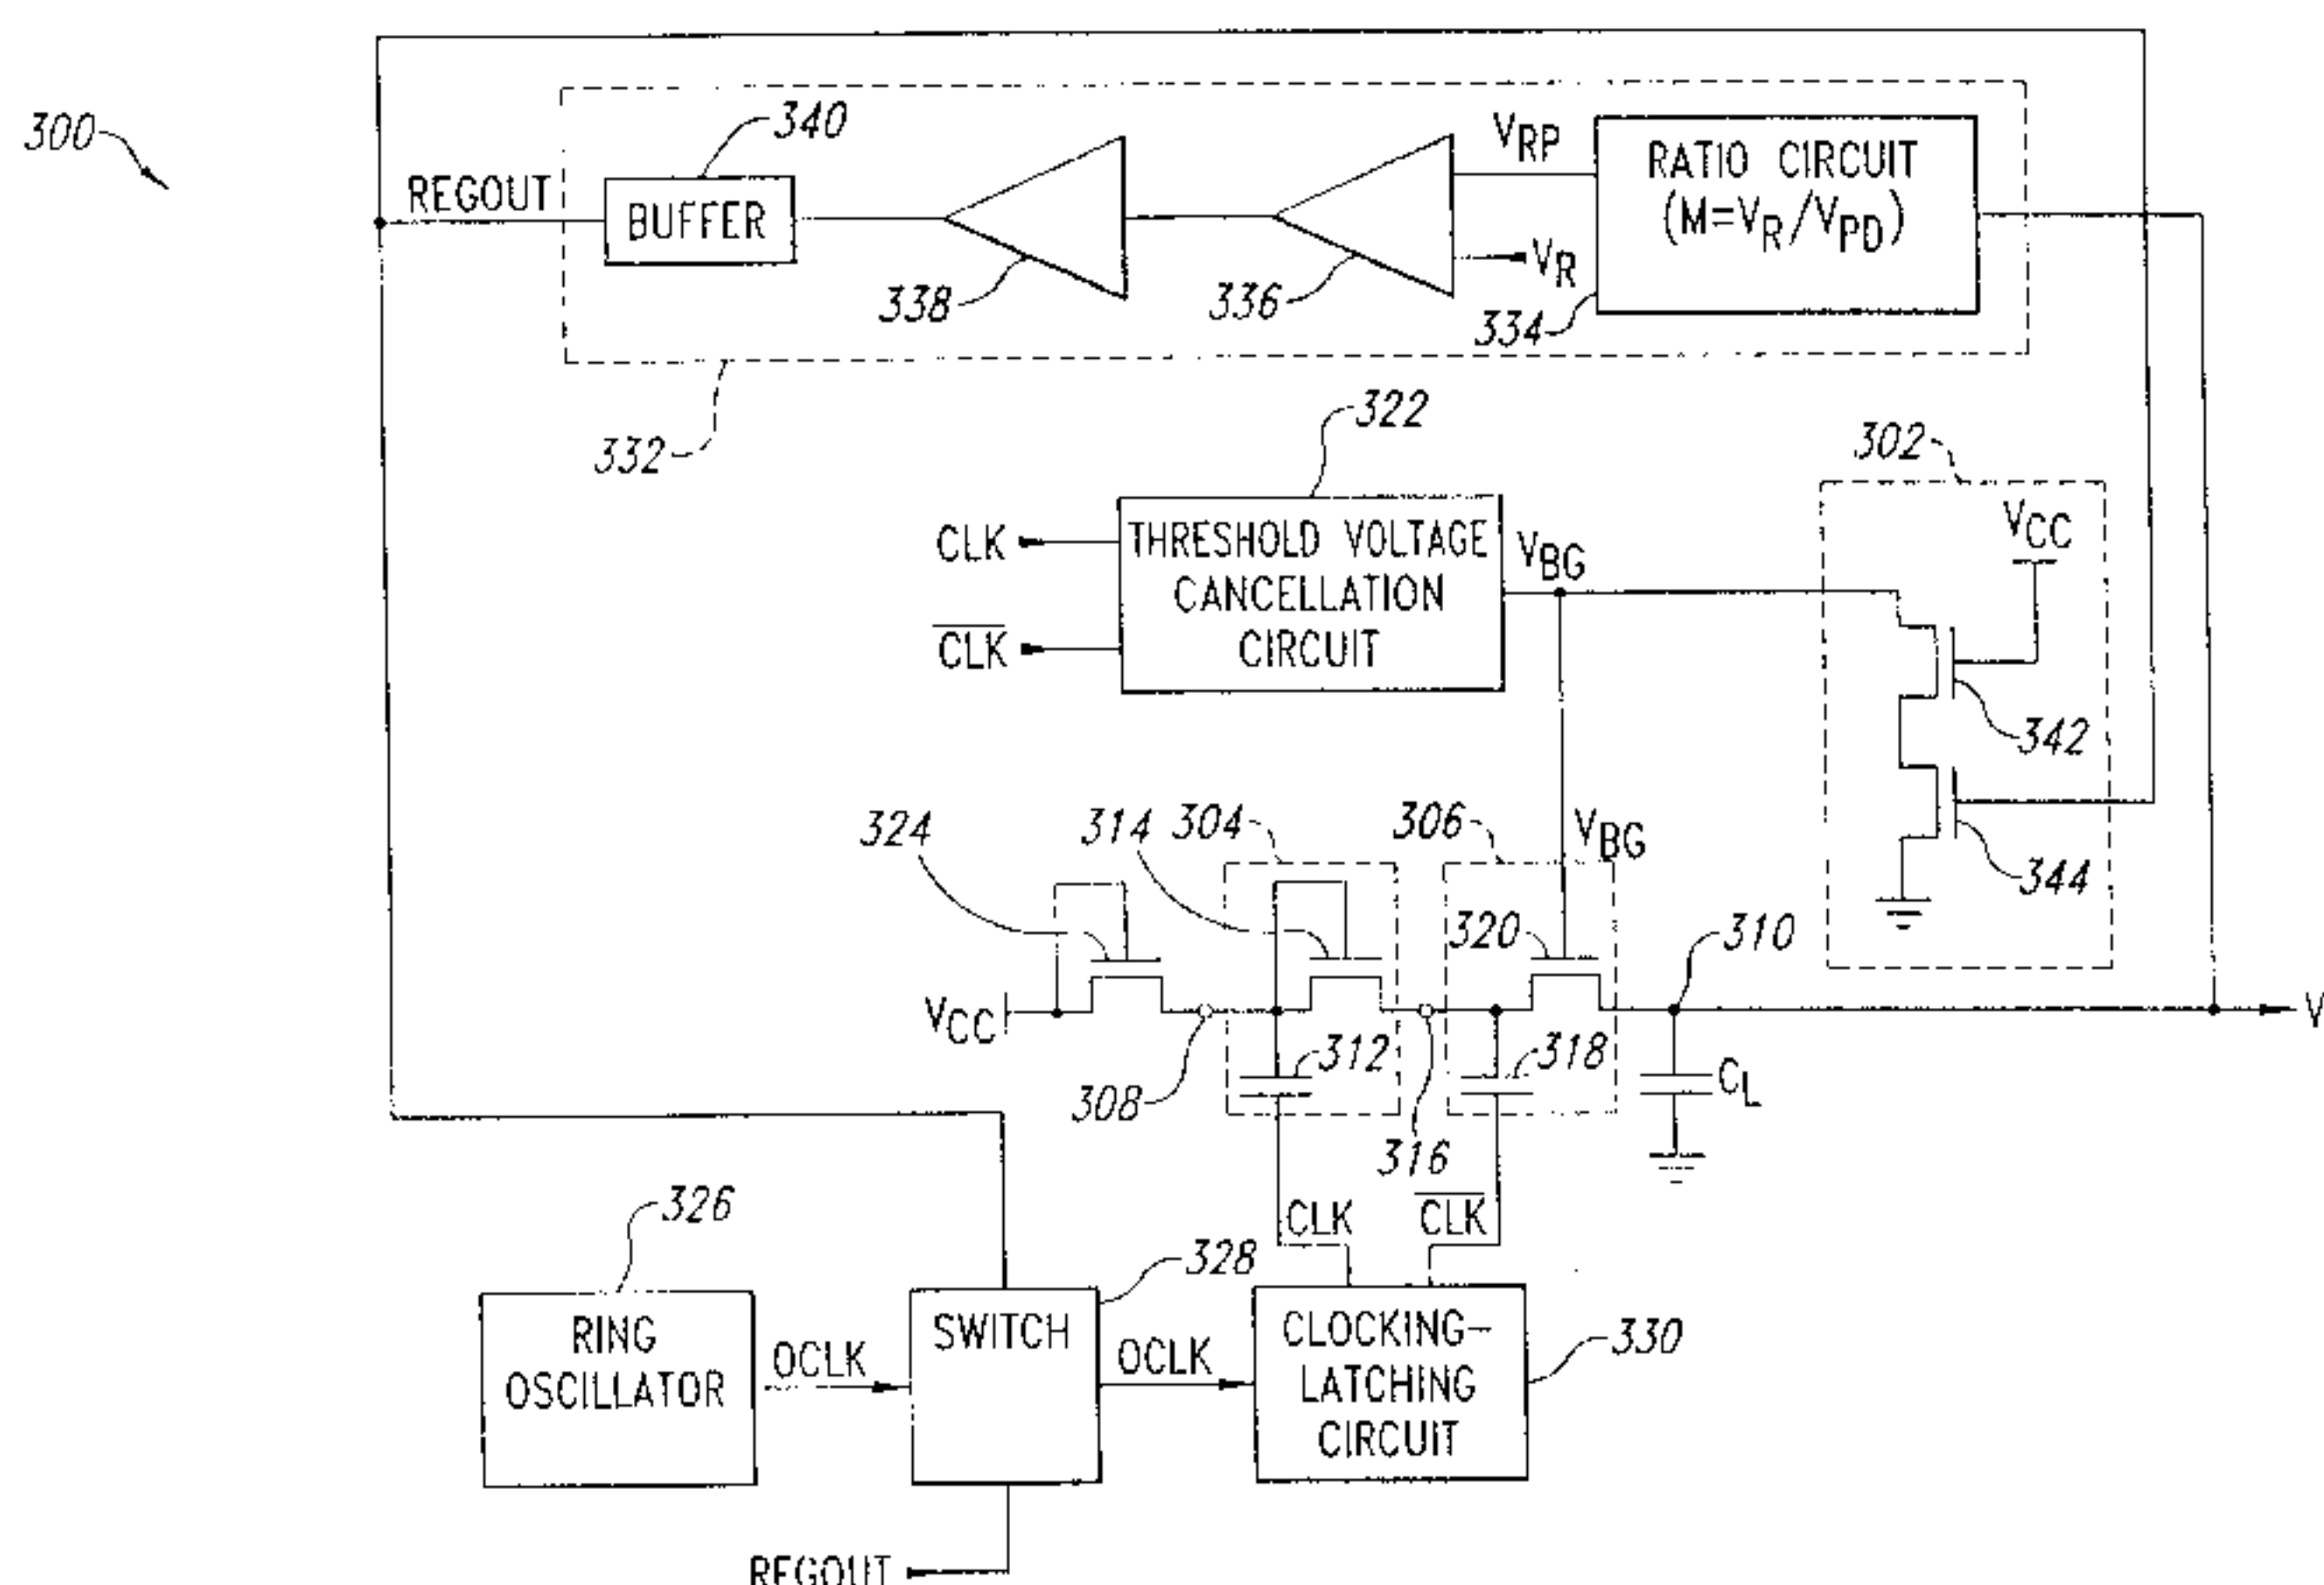 300
340
REGOUT
BUFFER
338
336
V_RP
V_R
RATIO CIRCUIT
(M=V_R/V_PD)
334
332
322
302
CLK
C̅L̅K̅
THRESHOLD VOLTAGE
CANCELLATION
CIRCUIT
V_BG
V_CC
342
344
324
314
304
306
V_BG
320
310
V_CC
308
312
316
318
C_L
V
CLK
C̅L̅K̅
326
328
330
RING
OSCILLATOR
OCLK
SWITCH
OCLK
CLOCKING-
LATCHING
CIRCUIT
REGOUT